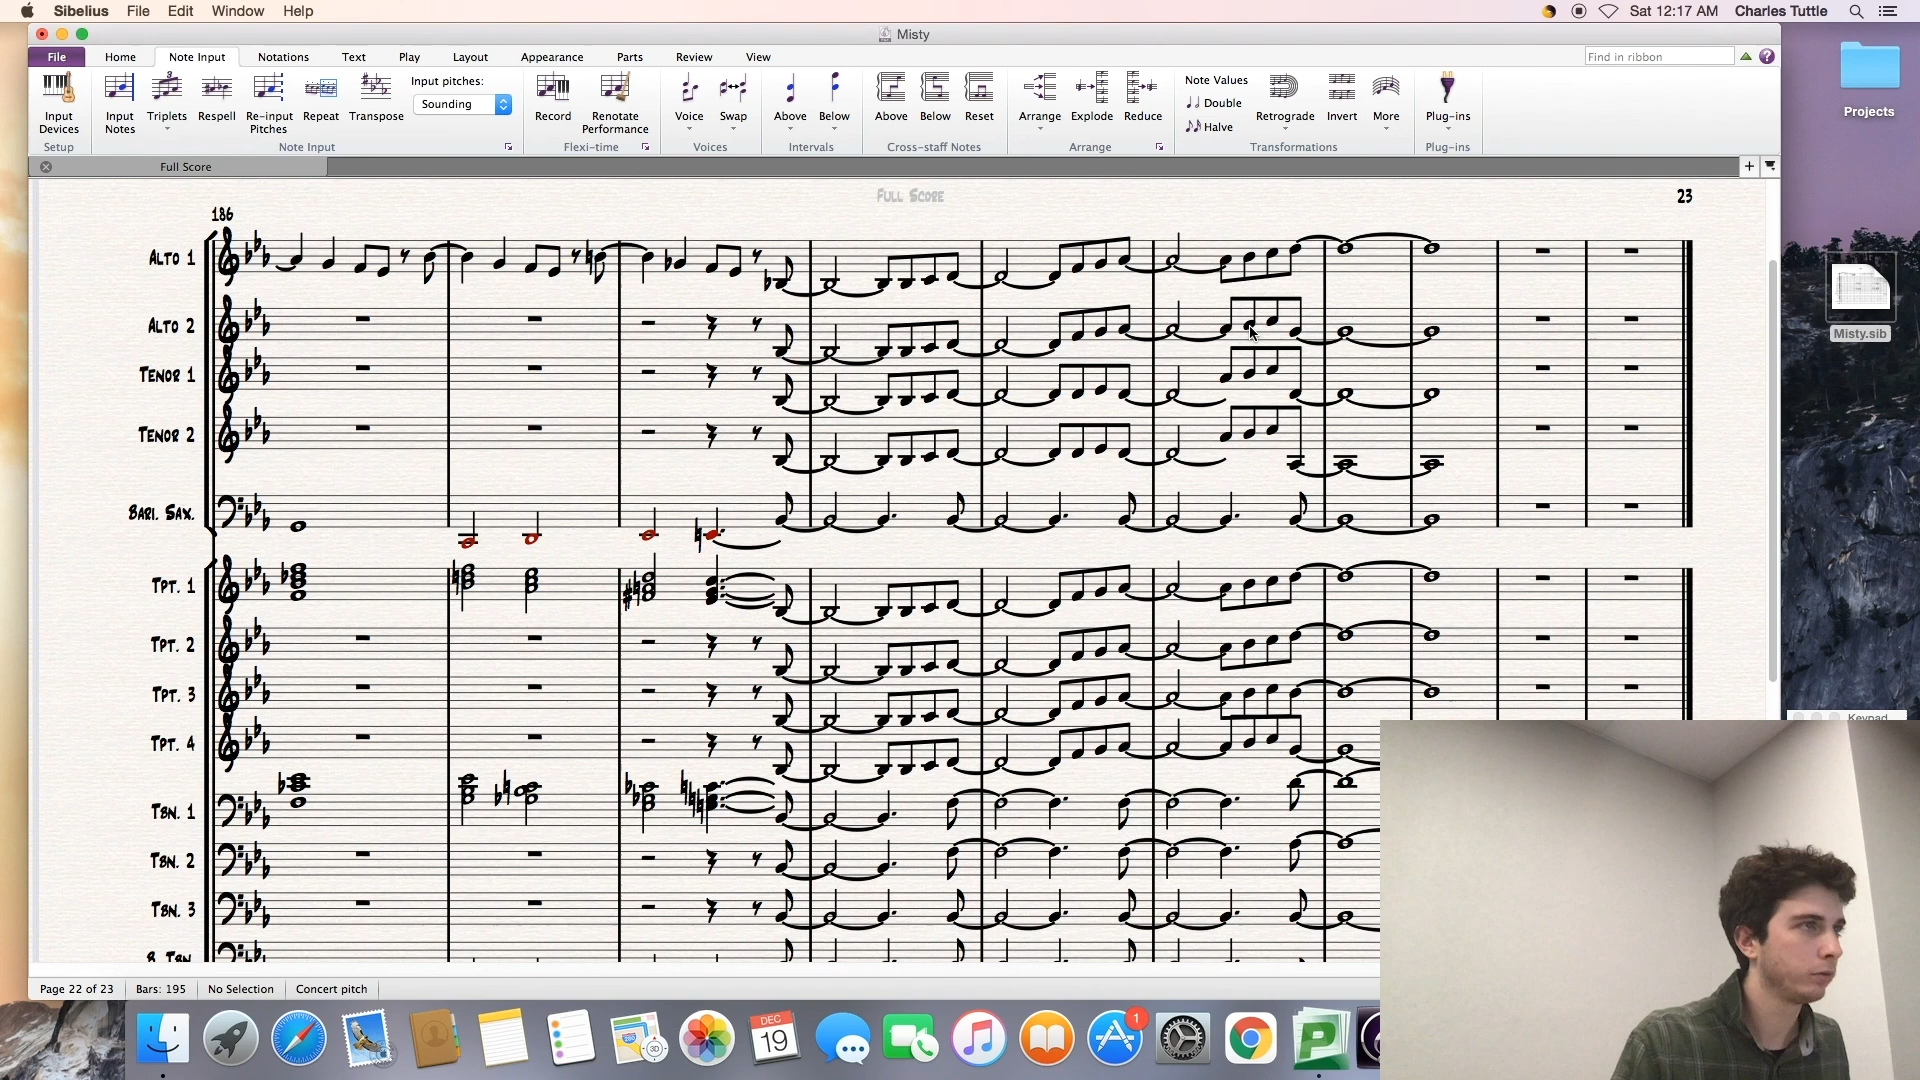 Sibelius File Edit Window Help Sat 12:17 AM Charles Tuttle
Misty
File Home Note Input Notations Text Play Layout Appearance Parts Review View Find in ribbon
Input Devices
Input Notes
Triplets
Respell
Re-input Pitches
Repeat
Transpose
Input pitches:
Sounding
Record
Renotate Performance
Voice
Swap
Above
Below
Above
Below
Reset
Arrange
Explode
Reduce
Note Values
Double
Halve
Retrograde
Invert
More
Plug-ins
Setup Note Input Flexi-time Voices Intervals Cross-staff Notes Arrange Transformations Plug-ins
Full Score
Projects
Misty.sib
Keypad
Full Score
23
186
Alto 1
Alto 2
Tenor 1
Tenor 2
Bari. Sax.
Tpt. 1
Tpt. 2
Tpt. 3
Tpt. 4
Tbn. 1
Tbn. 2
Tbn. 3
B. Tbn.
Page 22 of 23 Bars: 195 No Selection Concert pitch
DEC
19
3D
1